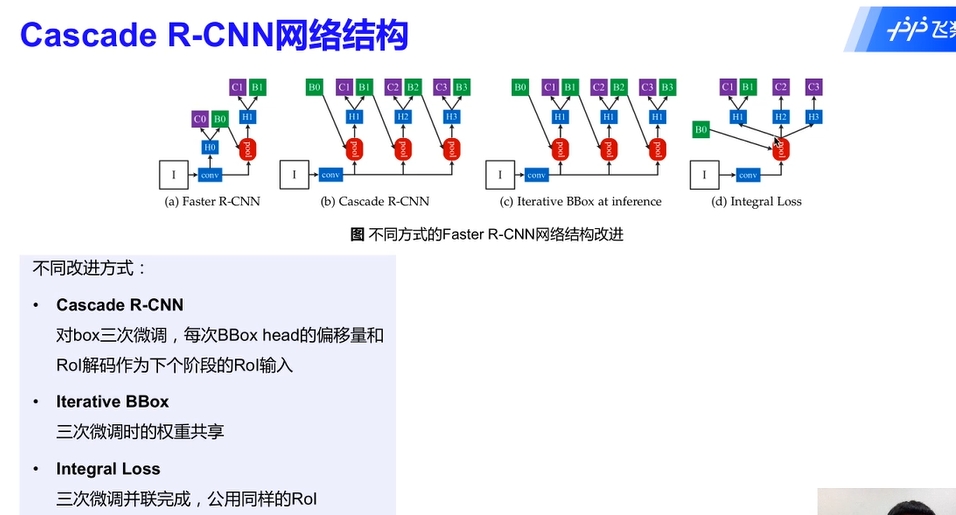 Cascade R-CNN网络结构
飞桨
C1 B1 B0 C1 B1 C2 B2 C3 B3 B0 C1 B1 C2 B2 C3 B3 C1 B1 C2 C3
C0 B0 H1 H1 H2 H3 H1 H1 H1 H1 H2 H3
B0
H0 pool pool pool pool pool pool pool pool
I conv I conv I conv I conv
(a) Faster R-CNN (b) Cascade R-CNN (c) Iterative BBox at inference (d) Integral Loss
图 不同方式的Faster R-CNN网络结构改进
不同改进方式：
• Cascade R-CNN
对box三次微调，每次BBox head的偏移量和
RoI解码作为下个阶段的RoI输入
• Iterative BBox
三次微调时的权重共享
• Integral Loss
三次微调并联完成，公用同样的RoI